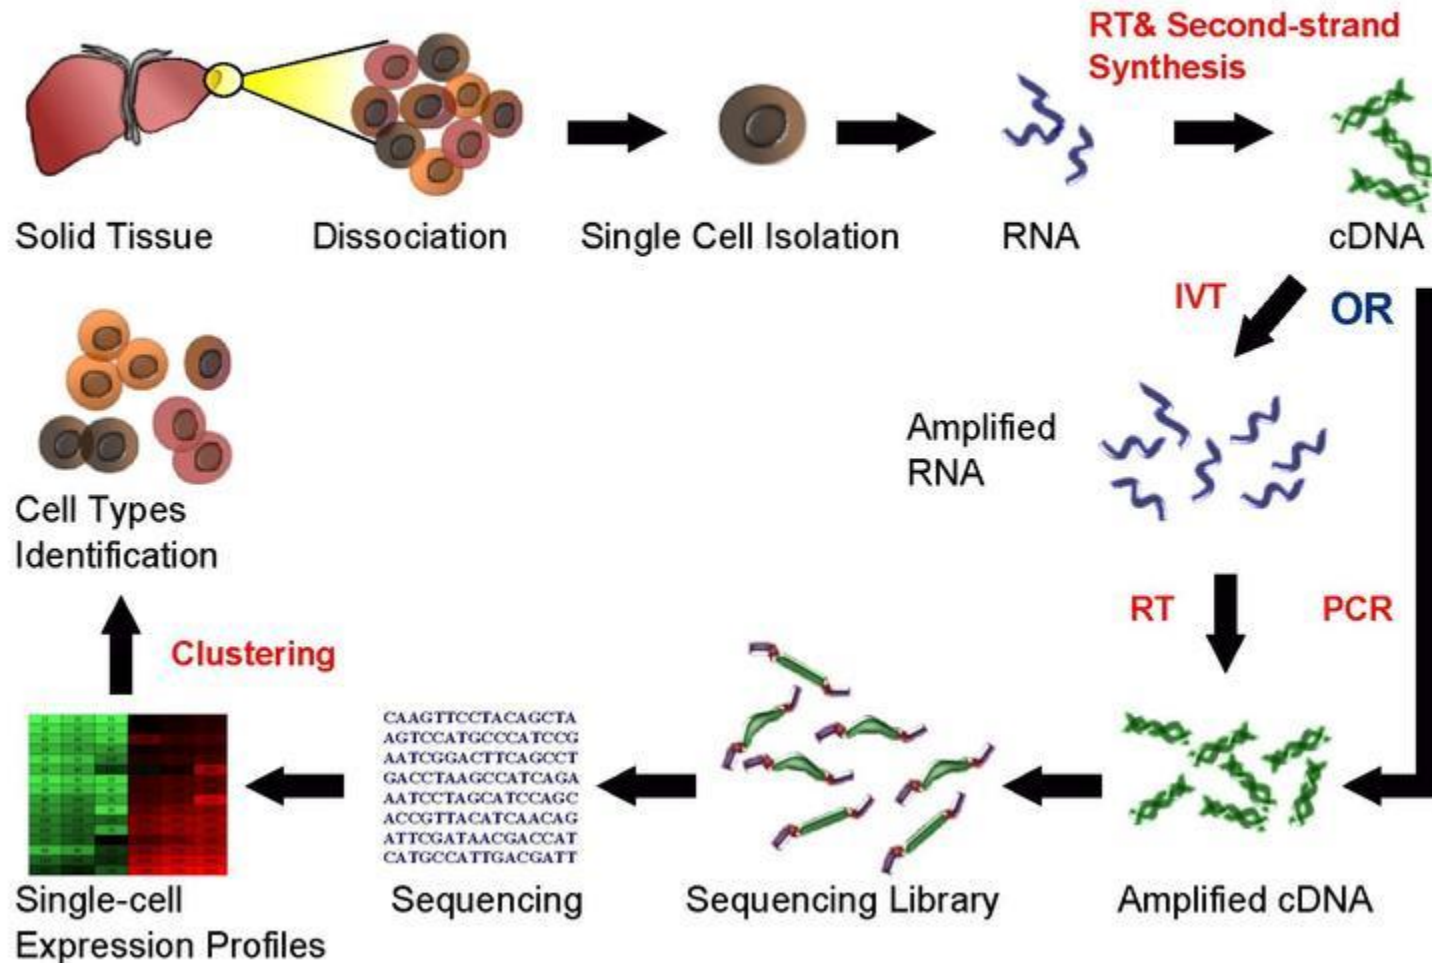 RT& Second-strand
Synthesis
Solid Tissue
Dissociation
Single Cell Isolation
RNA
cDNA
IVT
OR
Amplified
RNA
Cell Types
Identification
RT
PCR
Clustering
CAAGTTCCTACAGCTA
AGTCCATGCCCATCCG
AATCGGACTTCAGCCT
GACCTAAGCCATCAGA
AATCCTAGCATCCAGC
ACCGTTACATCAACAG
ATTCGATAACGACCAT
CATGCCATTGACGATT
Single-cell
Expression Profiles
Sequencing
Sequencing Library
Amplified cDNA